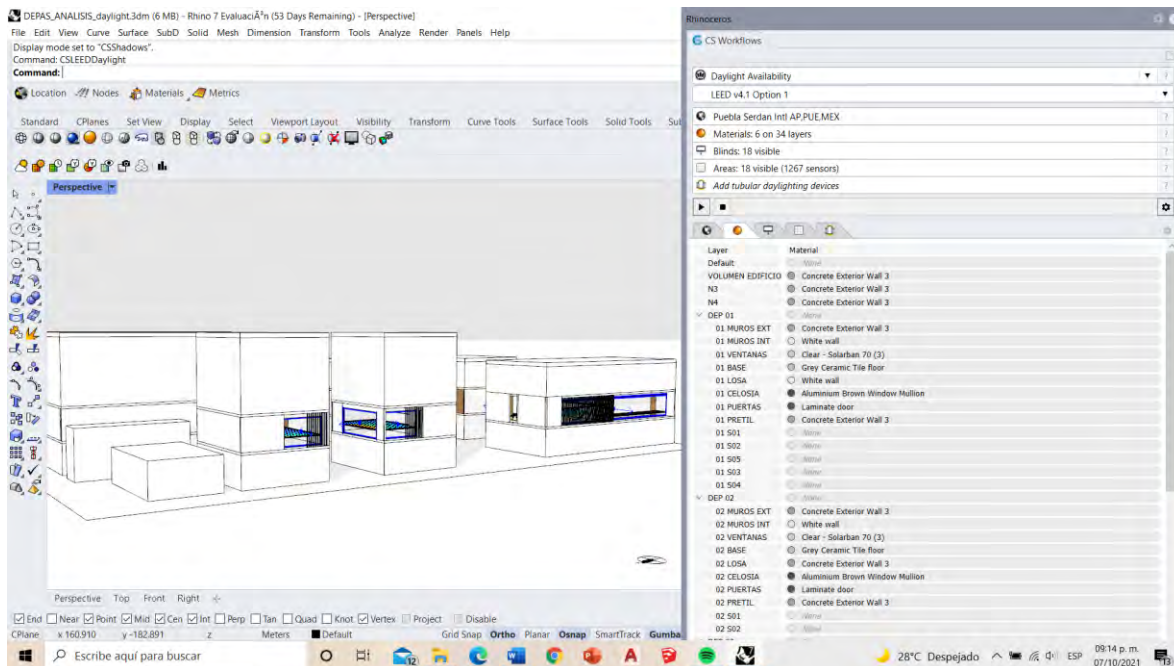 DEPAS_ANALISIS_daylight.3dm (6 MB) - Rhino 7 EvaluaciÃ³n (53 Days Remaining) - [Perspective]
File Edit View Curve Surface SubD Solid Mesh Dimension Transform Tools Analyze Render Panels Help
Display mode set to "CSShadows".
Command: CSLEEDDaylight
Command:
Location Nodes Materials Metrics
Standard CPlanes Set View Display Select Viewport Layout Visibility Transform Curve Tools Surface Tools Solid Tools
Perspective
Perspective Top Front Right
End Near Point Mid Cen Int Perp Tan Quad Knot Vertex Project Disable
CPlane x 160.910 y -182.891 z Meters Default Grid Snap Ortho Planar Osnap SmartTrack Gumba
Rhinoceros
CS Workflows
Daylight Availability
LEED v4.1 Option 1
Puebla Serdan Intl AP,PUE,MEX
Materials: 6 on 34 layers
Blinds: 18 visible
Areas: 18 visible (1267 sensors)
Add tubular daylighting devices
Layer Material
Default None
VOLUMEN EDIFICIO Concrete Exterior Wall 3
N3 Concrete Exterior Wall 3
N4 Concrete Exterior Wall 3
DEP 01 None
01 MUROS EXT Concrete Exterior Wall 3
01 MUROS INT White wall
01 VENTANAS Clear - Solarban 70 (3)
01 BASE Grey Ceramic Tile floor
01 LOSA White wall
01 CELOSIA Aluminium Brown Window Mullion
01 PUERTAS Laminate door
01 PRETIL Concrete Exterior Wall 3
01 S01 None
01 S02 None
01 S05 None
01 S03 None
01 S04 None
DEP 02 None
02 MUROS EXT Concrete Exterior Wall 3
02 MUROS INT White wall
02 VENTANAS Clear - Solarban 70 (3)
02 BASE Grey Ceramic Tile floor
02 LOSA Concrete Exterior Wall 3
02 CELOSIA Aluminium Brown Window Mullion
02 PUERTAS Laminate door
02 PRETIL Concrete Exterior Wall 3
02 S01 None
02 S02 None
Escribe aquí para buscar
12
28°C Despejado ESP 09:14 p. m.
07/10/2021